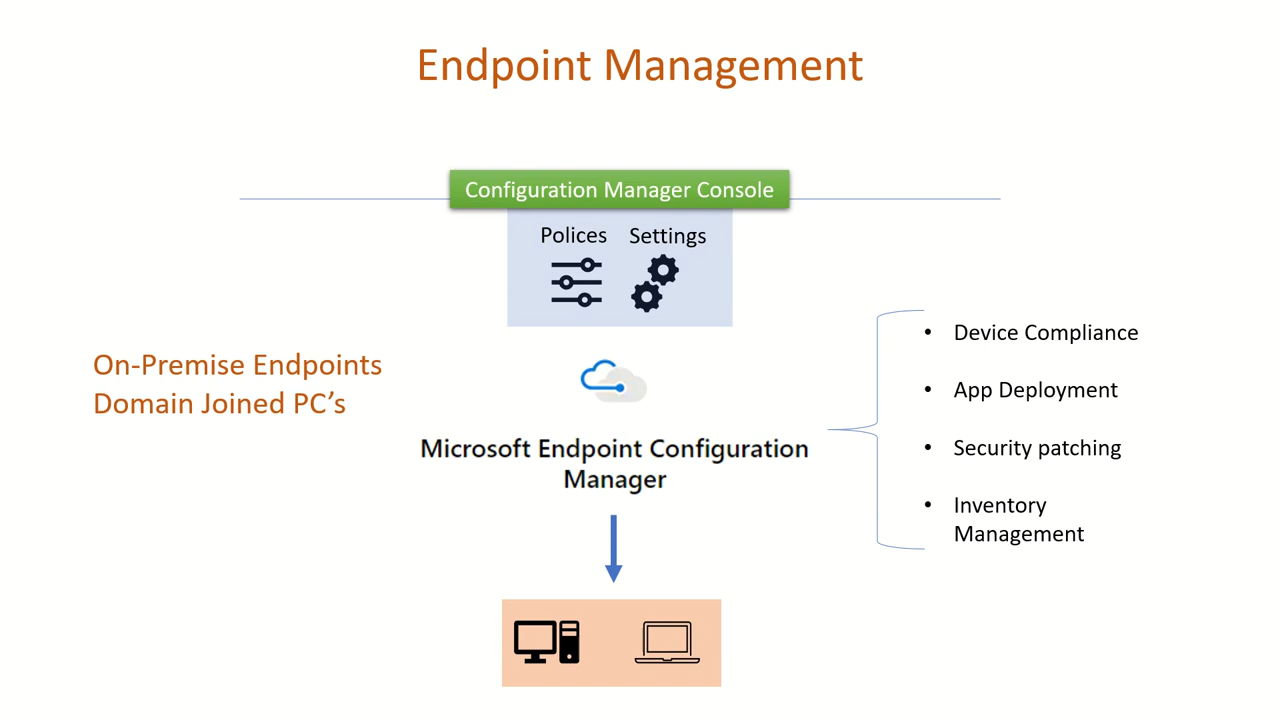 Endpoint Management
Configuration Manager Console
Polices Settings
On-Premise Endpoints
Domain Joined PC’s
Microsoft Endpoint Configuration
Manager
• Device Compliance
• App Deployment
• Security patching
• Inventory
Management